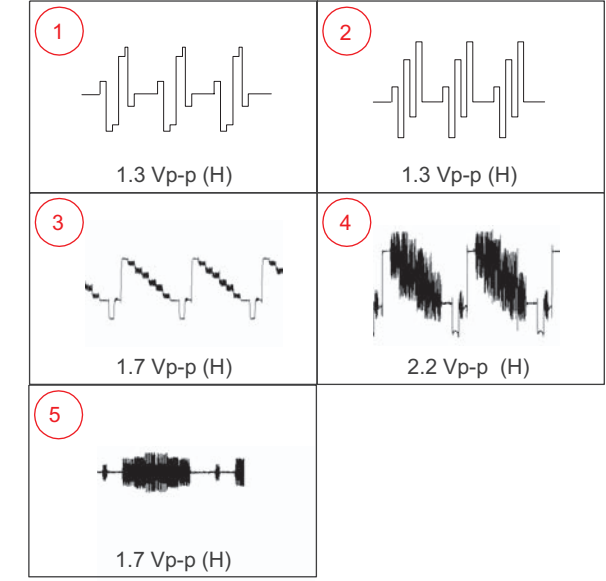 1
2
1.3 Vp-p (H)
1.3 Vp-p (H)
3
4
1.7 Vp-p (H)
2.2 Vp-p (H)
5
1.7 Vp-p (H)